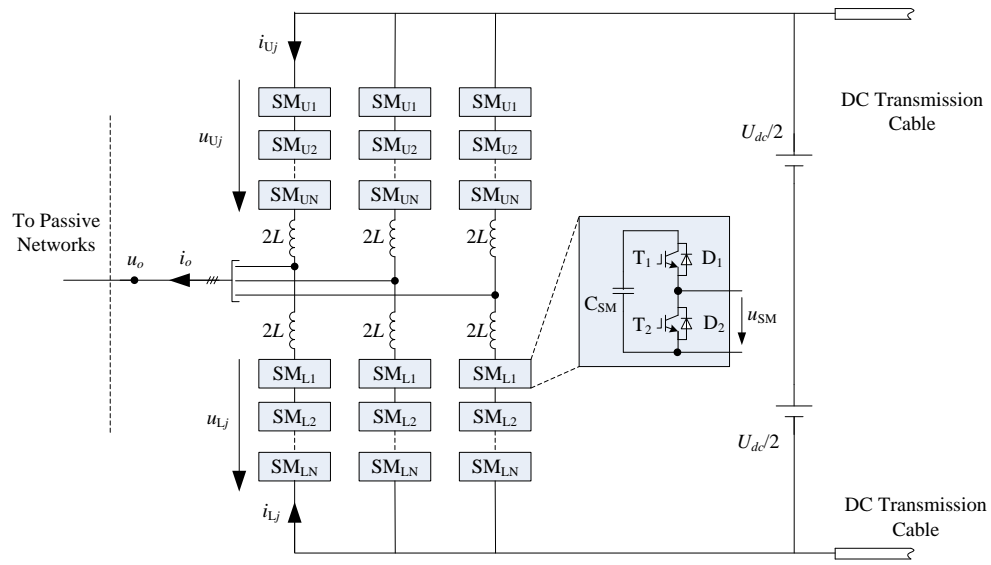 i_Uj
SM_U1 SM_U1 SM_U1
DC Transmission
Cable
u_Uj
SM_U2 SM_U2 SM_U2
U_dc/2
SM_UN SM_UN SM_UN
To Passive
Networks
2L 2L 2L
u_o i_o
T_1 D_1
C_SM
u_SM
T_2 D_2
2L 2L 2L
SM_L1 SM_L1 SM_L1
u_Lj
SM_L2 SM_L2 SM_L2
U_dc/2
SM_LN SM_LN SM_LN
i_Lj
DC Transmission
Cable